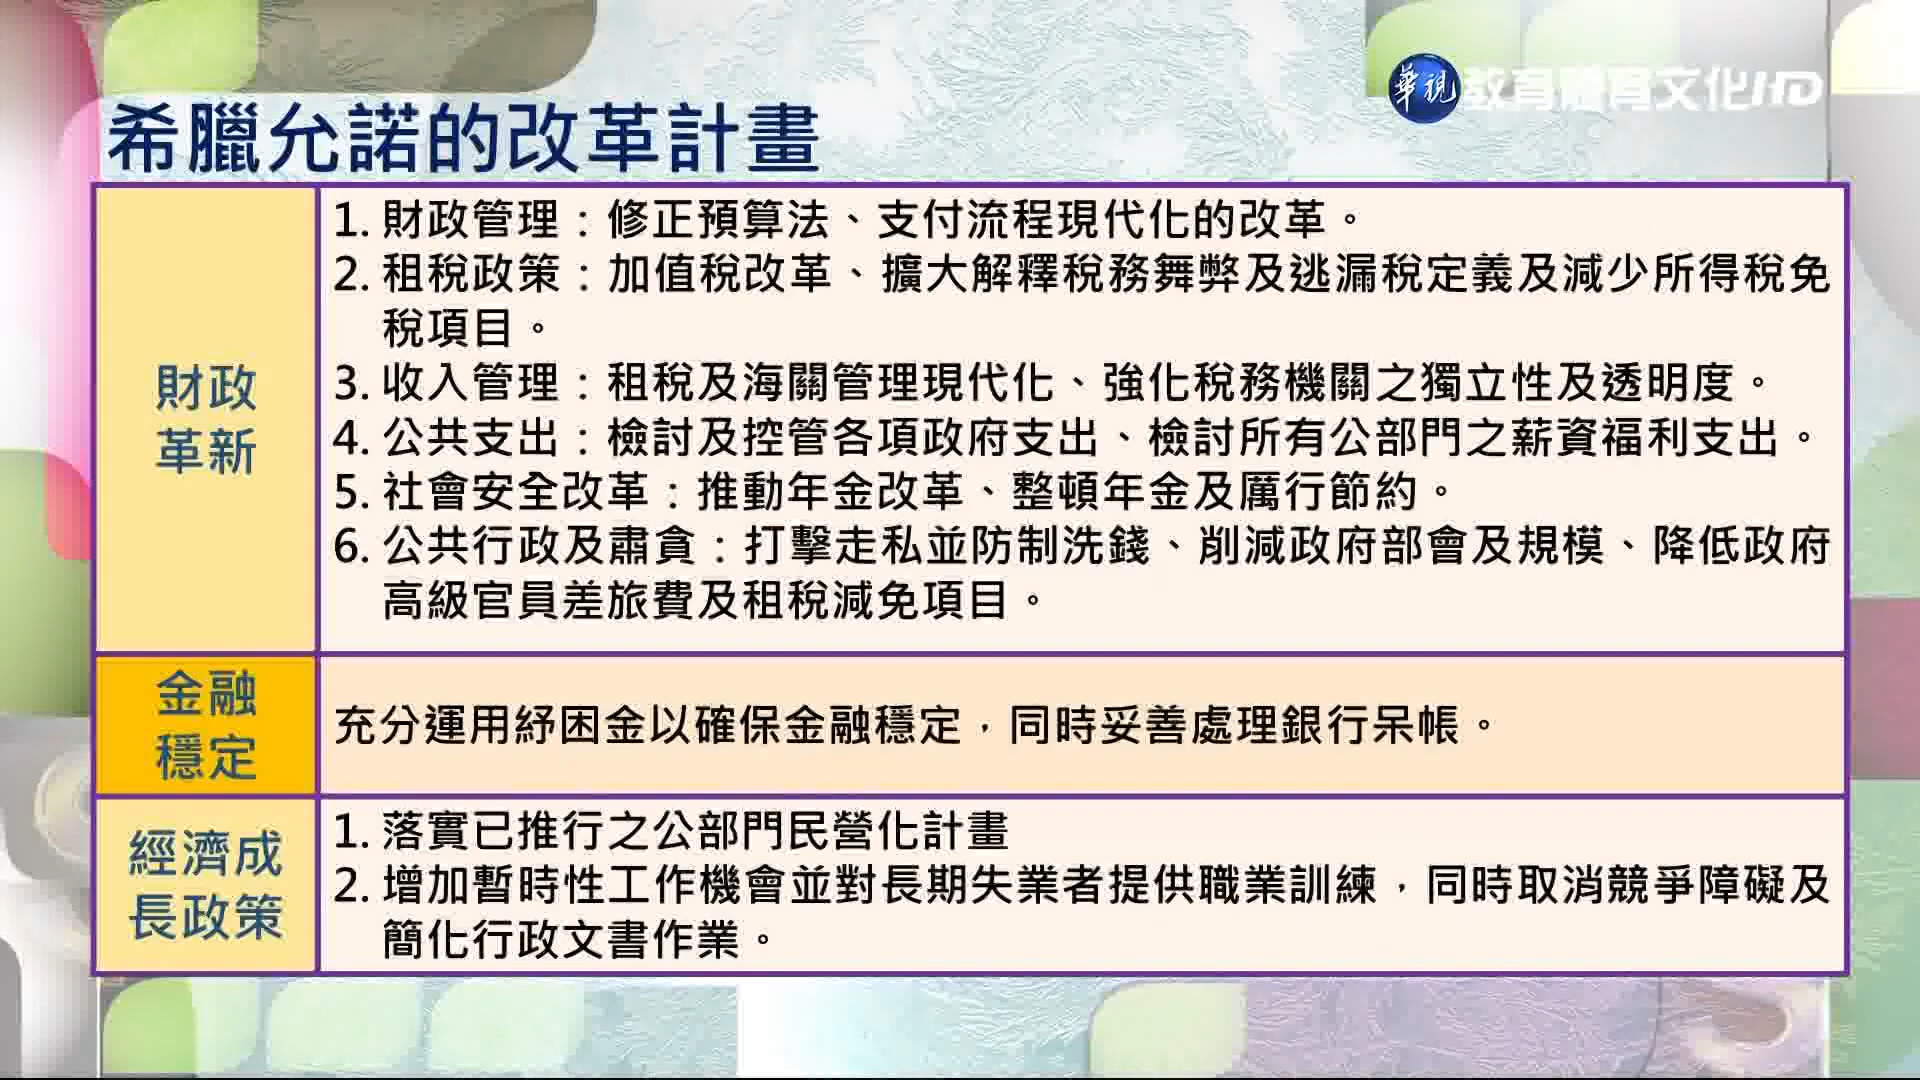 華視 教育體育文化HD
希臘允諾的改革計畫
財政
革新
1. 財政管理：修正預算法、支付流程現代化的改革。
2. 租稅政策：加值稅改革、擴大解釋稅務舞弊及逃漏稅定義及減少所得稅免
稅項目。
3. 收入管理：租稅及海關管理現代化、強化稅務機關之獨立性及透明度。
4. 公共支出：檢討及控管各項政府支出、檢討所有公部門之薪資福利支出。
5. 社會安全改革：推動年金改革、整頓年金及厲行節約。
6. 公共行政及肅貪：打擊走私並防制洗錢、削減政府部會及規模、降低政府
高級官員差旅費及租稅減免項目。
金融
穩定
充分運用紓困金以確保金融穩定，同時妥善處理銀行呆帳。
經濟成
長政策
1. 落實已推行之公部門民營化計畫
2. 增加暫時性工作機會並對長期失業者提供職業訓練，同時取消競爭障礙及
簡化行政文書作業。